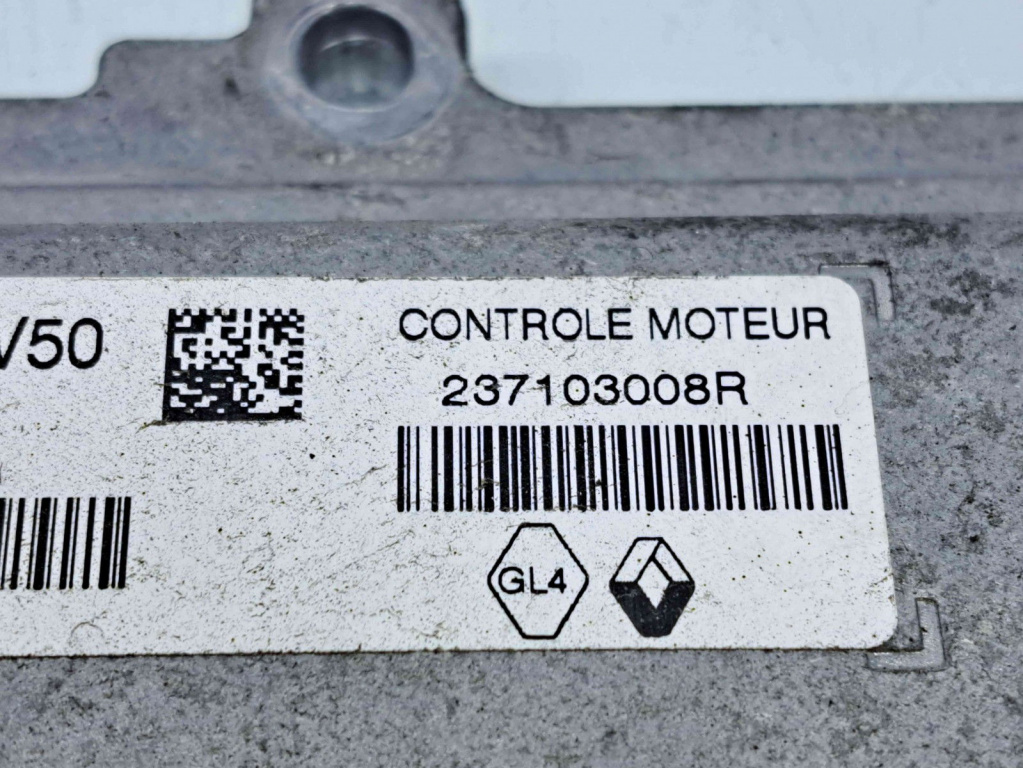 V50
CONTROLE MOTEUR
237103008R
GL4